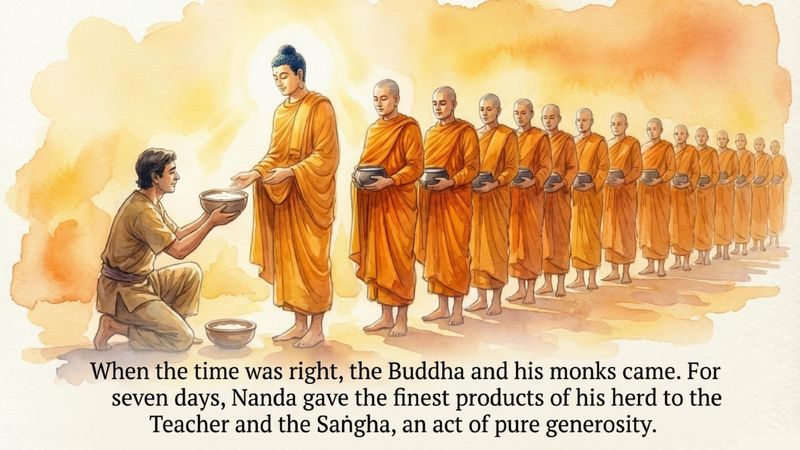 When the time was right, the Buddha and his monks came. For
seven days, Nanda gave the finest products of his herd to the
Teacher and the Saṅgha, an act of pure generosity.